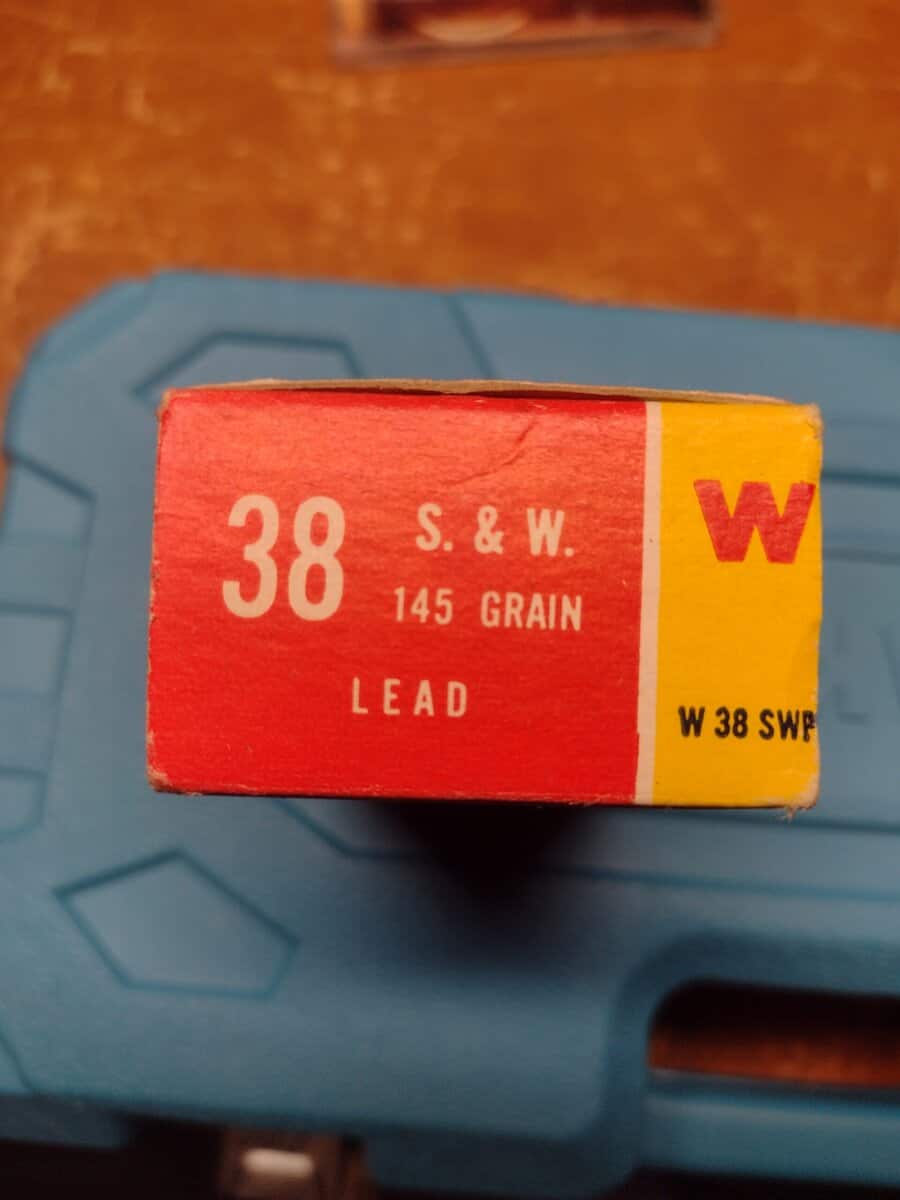 38 S. & W.
145 GRAIN
LEAD
W
W 38 SWP